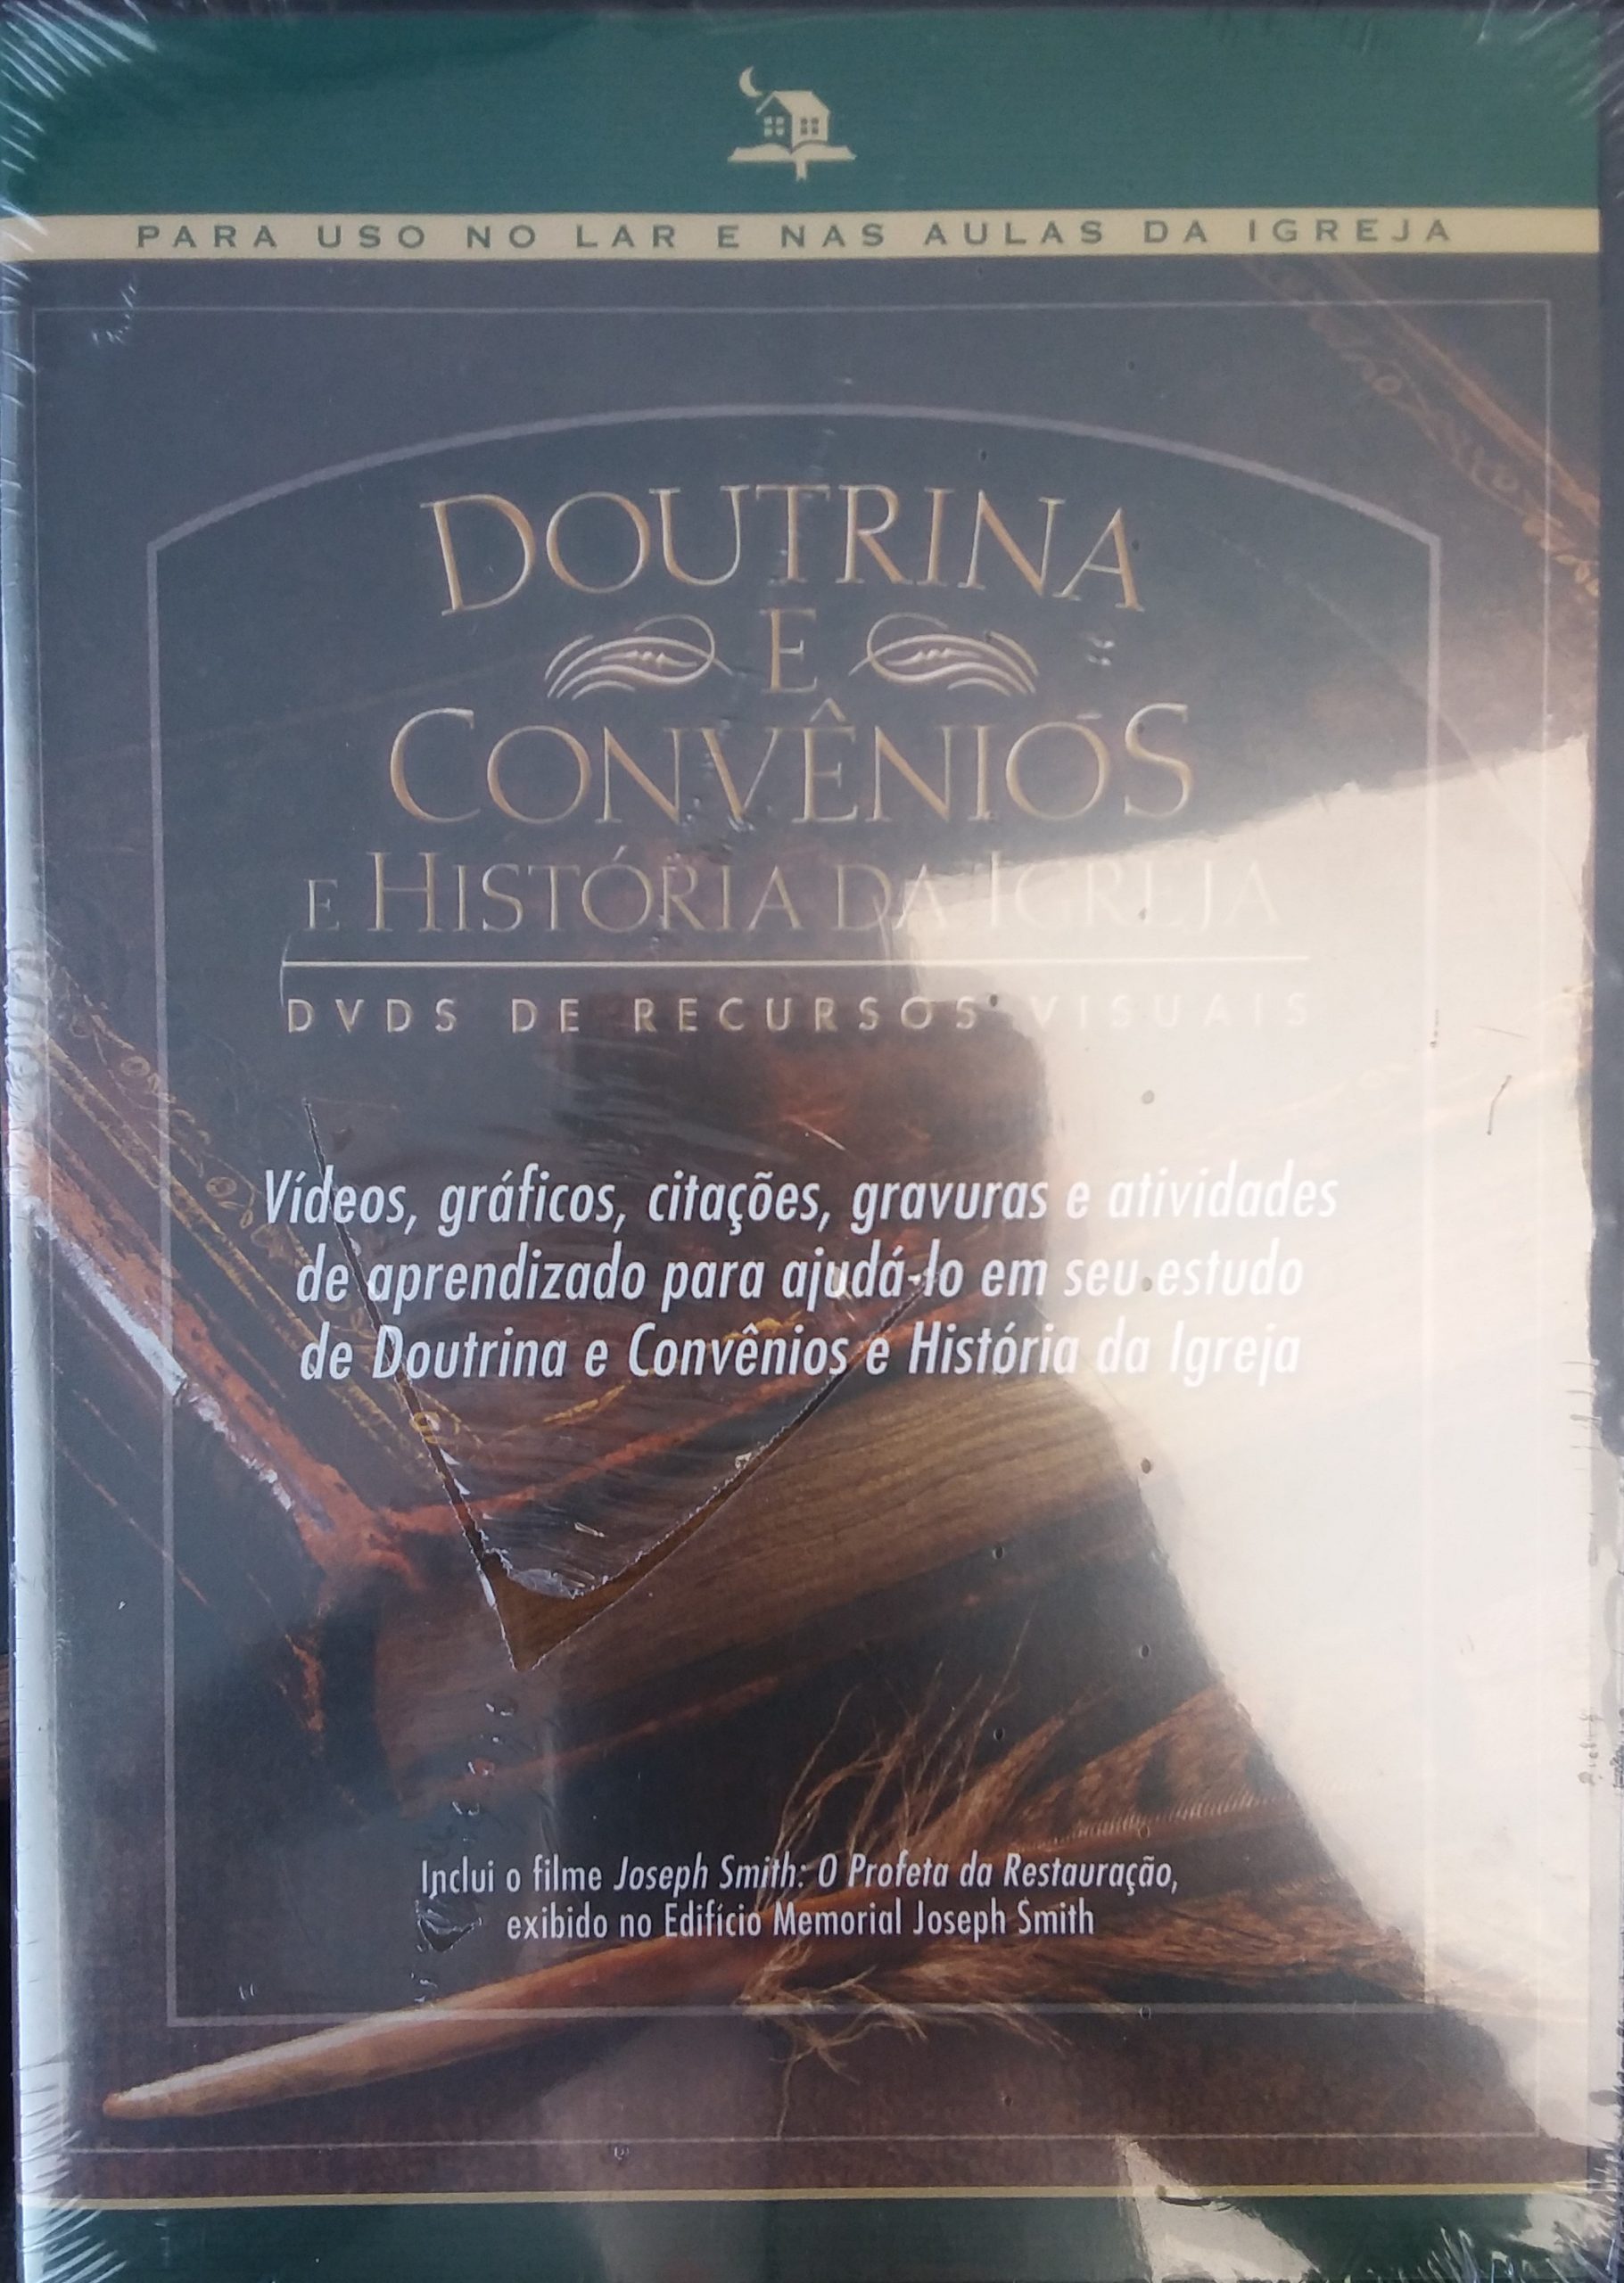 PARA USO NO LAR E NAS AULAS DA IGREJA
DOUTRINA
E
CONVÊNIOS
E HISTÓRIA DA IGREJA
DVDS DE RECURSOS VISUAIS
Vídeos, gráficos, citações, gravuras e atividades
de aprendizado para ajudá-lo em seu estudo
de Doutrina e Convênios e História da Igreja
Inclui o filme Joseph Smith: O Profeta da Restauração,
exibido no Edifício Memorial Joseph Smith